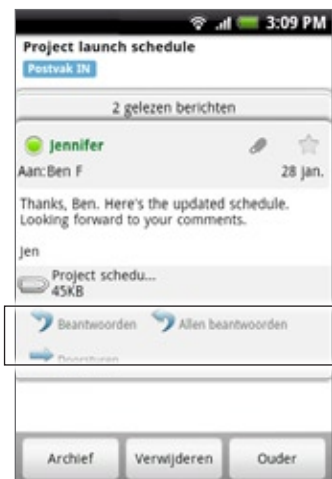 3:09 PM
Project launch schedule
Postvak IN
2 gelezen berichten
Jennifer
Aan:Ben F 28 jan.
Thanks, Ben. Here's the updated schedule.
Looking forward to your comments.
Jen
Project schedu...
45KB
Beantwoorden Allen beantwoorden
Doorsturen
Archief Verwijderen Ouder